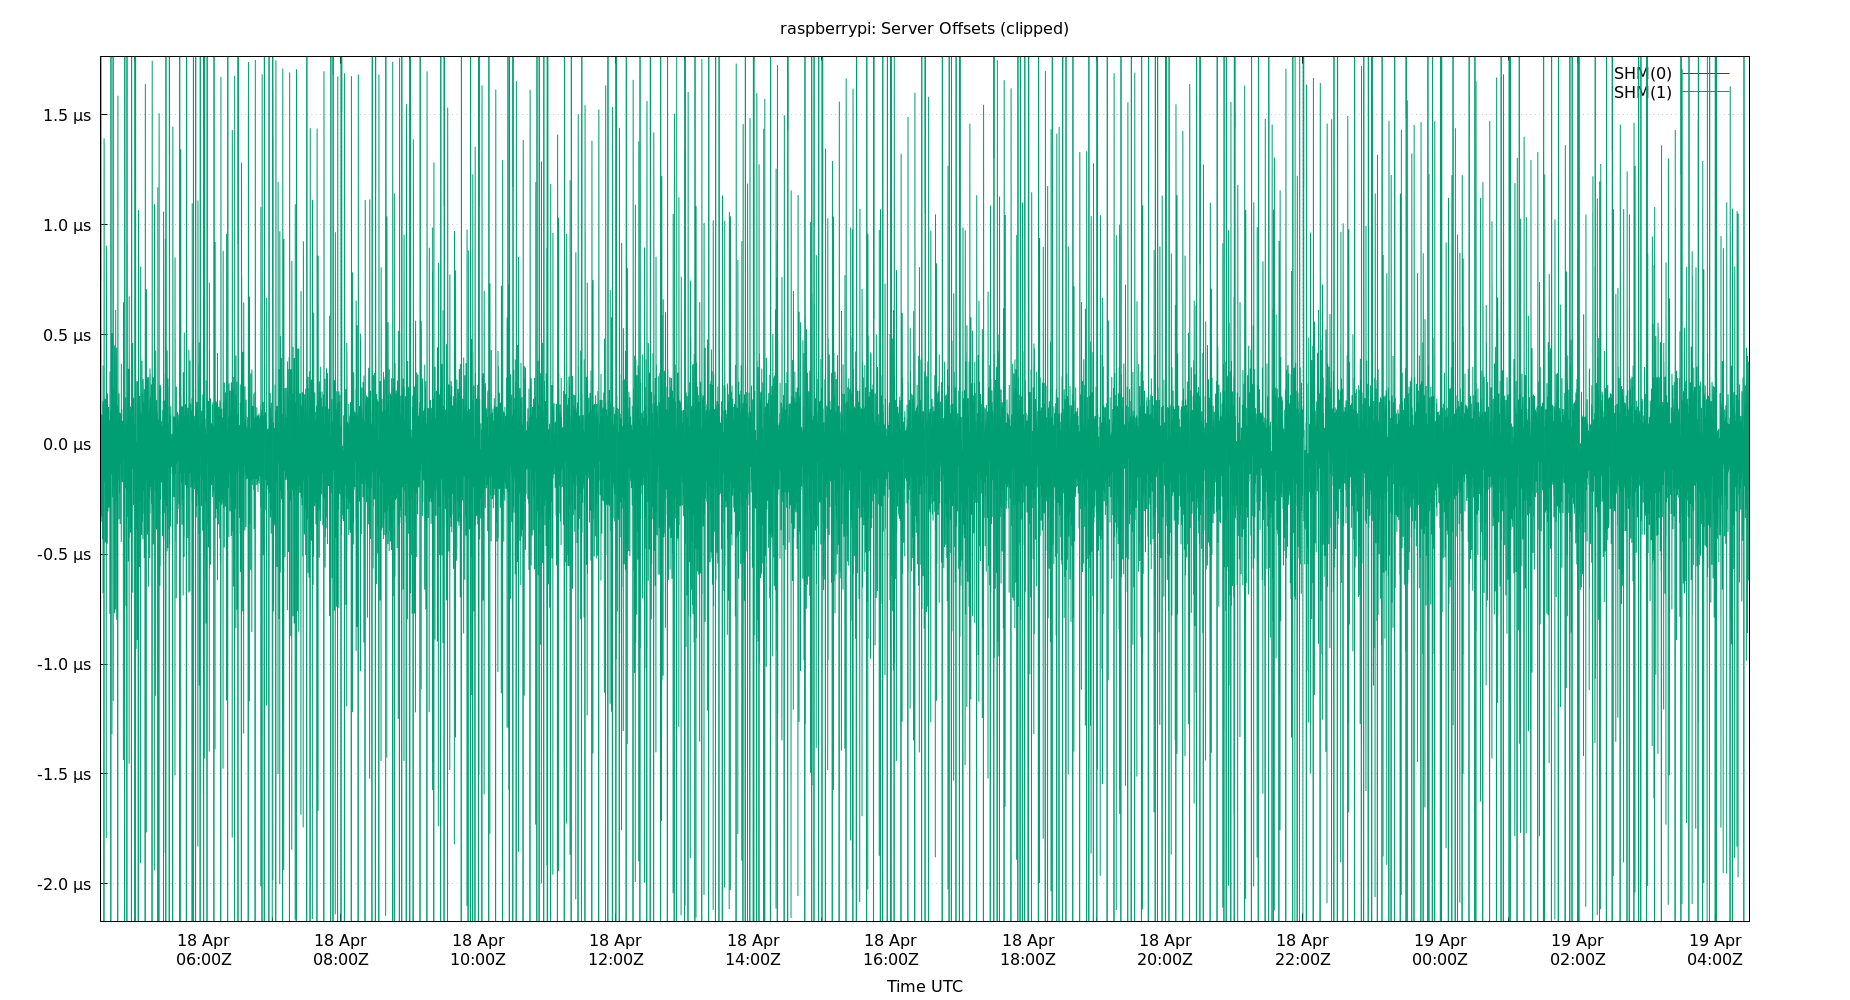 raspberrypi: Server Offsets (clipped)
SHM(0)
SHM(1)
1.5 µs
1.0 µs
0.5 µs
0.0 µs
-0.5 µs
-1.0 µs
-1.5 µs
-2.0 µs
18 Apr 18 Apr 18 Apr 18 Apr 18 Apr 18 Apr 18 Apr 18 Apr 18 Apr 19 Apr 19 Apr 19 Apr
06:00Z 08:00Z 10:00Z 12:00Z 14:00Z 16:00Z 18:00Z 20:00Z 22:00Z 00:00Z 02:00Z 04:00Z
Time UTC